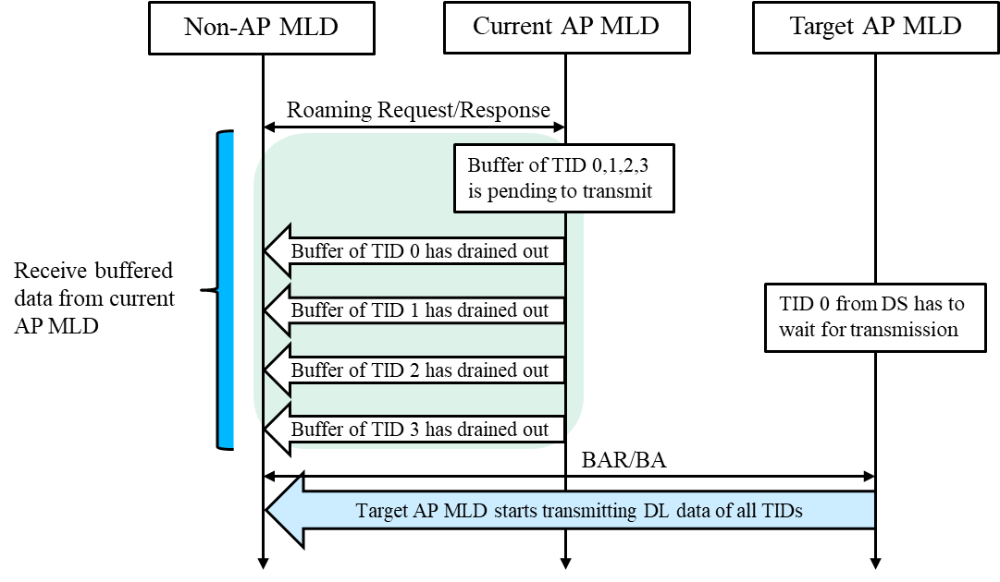 Non-AP MLD
Current AP MLD
Target AP MLD
Roaming Request/Response
Buffer of TID 0,1,2,3
is pending to transmit
Buffer of TID 0 has drained out
Receive buffered
data from current
AP MLD
Buffer of TID 1 has drained out
TID 0 from DS has to
wait for transmission
Buffer of TID 2 has drained out
Buffer of TID 3 has drained out
BAR/BA
Target AP MLD starts transmitting DL data of all TIDs